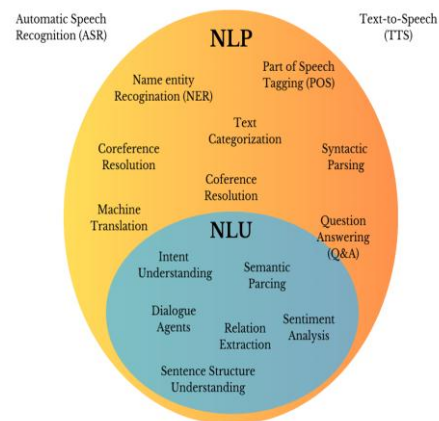 Automatic Speech
Recognition (ASR)
Text-to-Speech
(TTS)
NLP
Name entity
Recogination (NER)
Part of Speech
Tagging (POS)
Text
Categorization
Coreference
Resolution
Syntactic
Parsing
Coference
Resolution
Machine
Translation
Question
Answering
(Q&A)
NLU
Intent
Understanding
Semantic
Parcing
Dialogue
Agents
Relation
Extraction
Sentiment
Analysis
Sentence Structure
Understanding